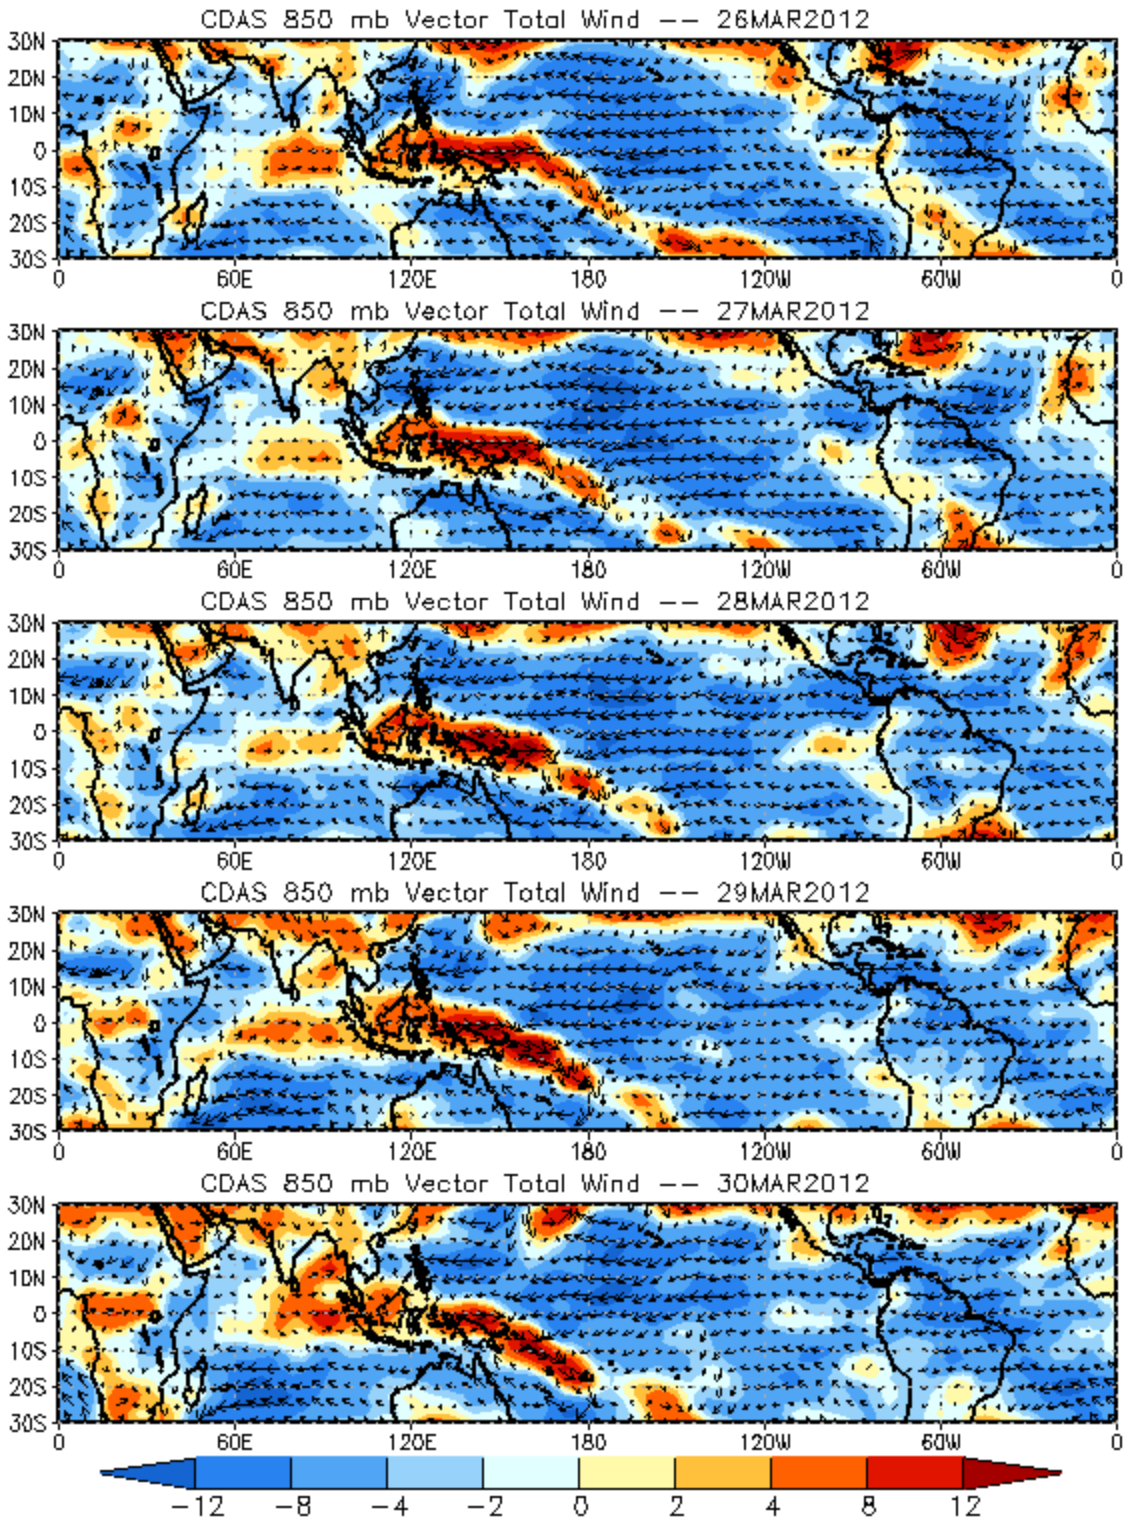 CDAS 850 mb Vector Total Wind -- 26MAR2012
30N
20N
10N
0
10S
20S
30S
0 60E 120E 180 120W 60W 0
CDAS 850 mb Vector Total Wind -- 27MAR2012
30N
20N
10N
0
10S
20S
30S
0 60E 120E 180 120W 60W 0
CDAS 850 mb Vector Total Wind -- 28MAR2012
30N
20N
10N
0
10S
20S
30S
0 60E 120E 180 120W 60W 0
CDAS 850 mb Vector Total Wind -- 29MAR2012
30N
20N
10N
0
10S
20S
30S
0 60E 120E 180 120W 60W 0
CDAS 850 mb Vector Total Wind -- 30MAR2012
30N
20N
10N
0
10S
20S
30S
0 60E 120E 180 120W 60W 0
-12 -8 -4 -2 0 2 4 8 12